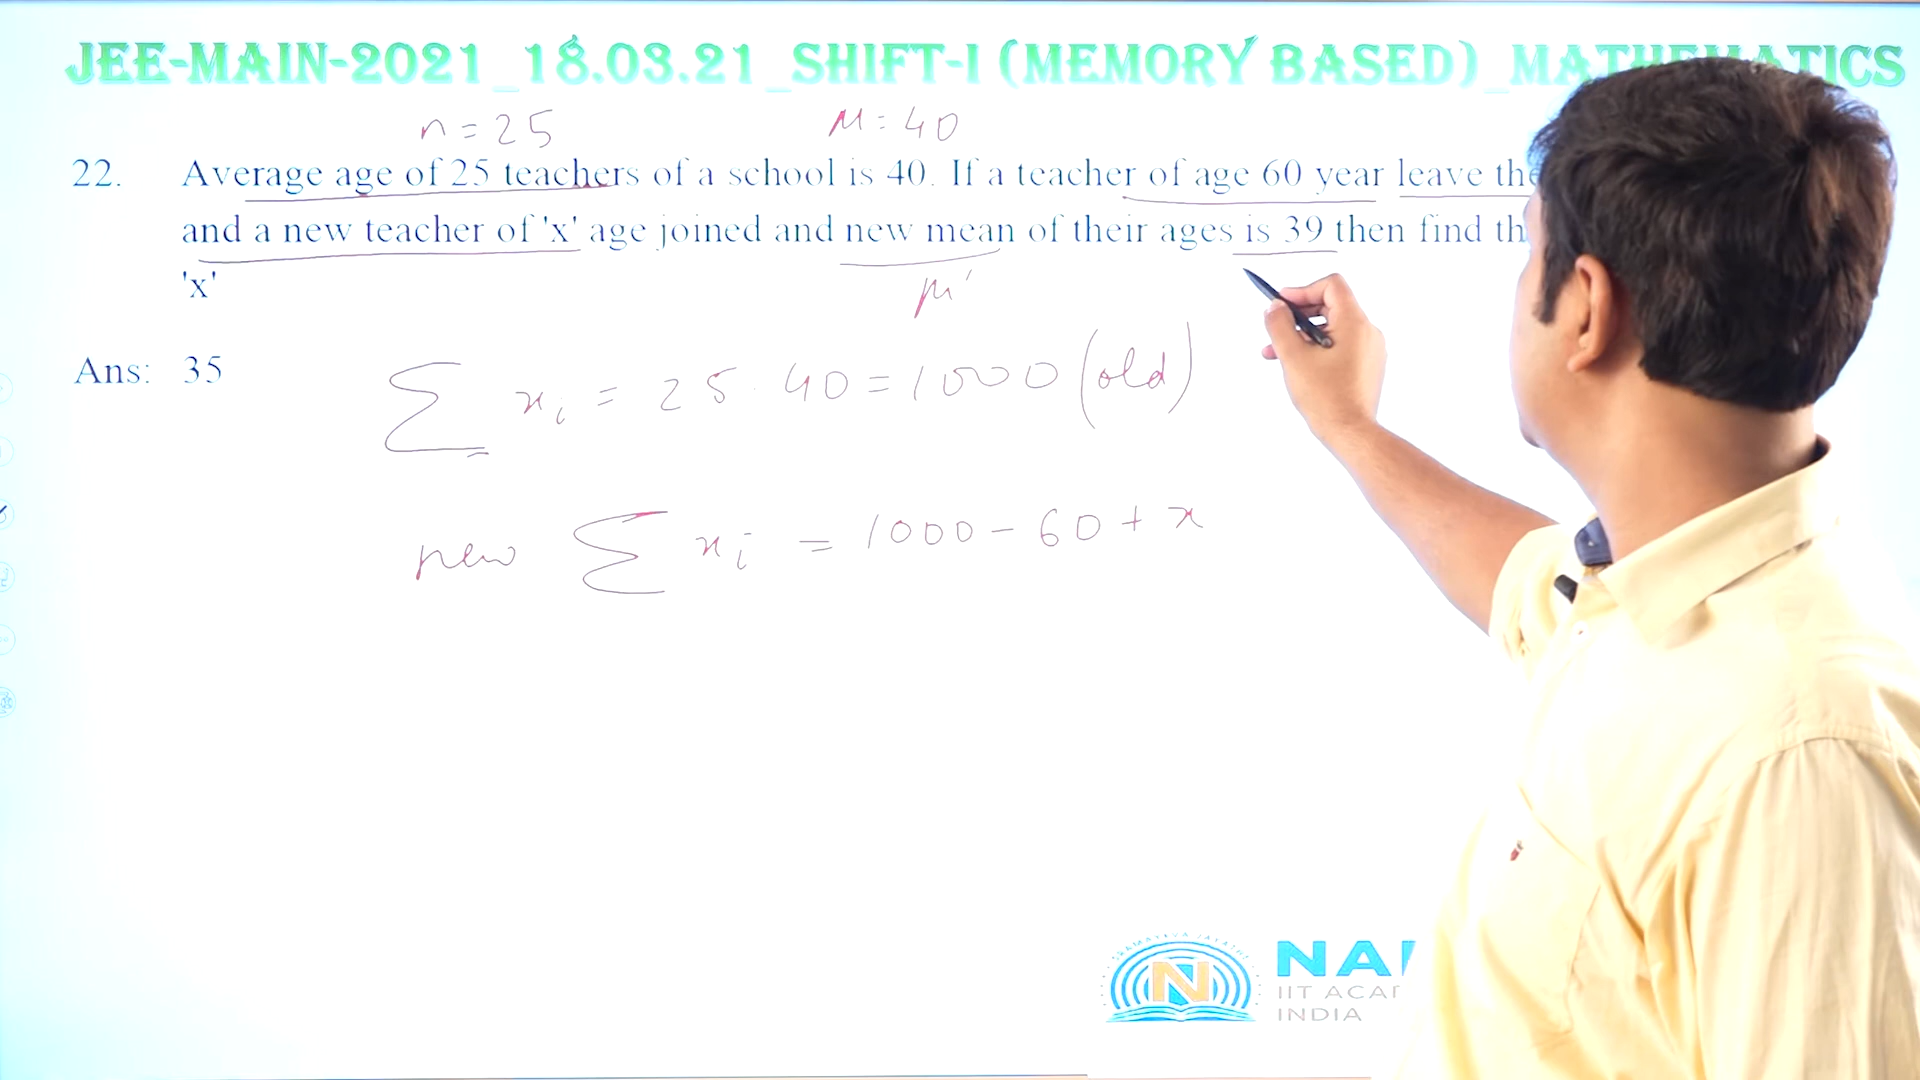 JEE-MAIN-2021_18.03.21_SHIFT-I (MEMORY BASED)_MATHEMATICS
n = 25 M = 40
22. Average age of 25 teachers of a school is 40. If a teacher of age 60 year leave the
and a new teacher of 'x' age joined and new mean of their ages is 39 then find th
'x'
μ'
Ans: 35
∑ xi = 25 . 40 = 1000 (old)
new ∑ xi = 1000 - 60 + x
N
NAI
IIT ACA
INDIA